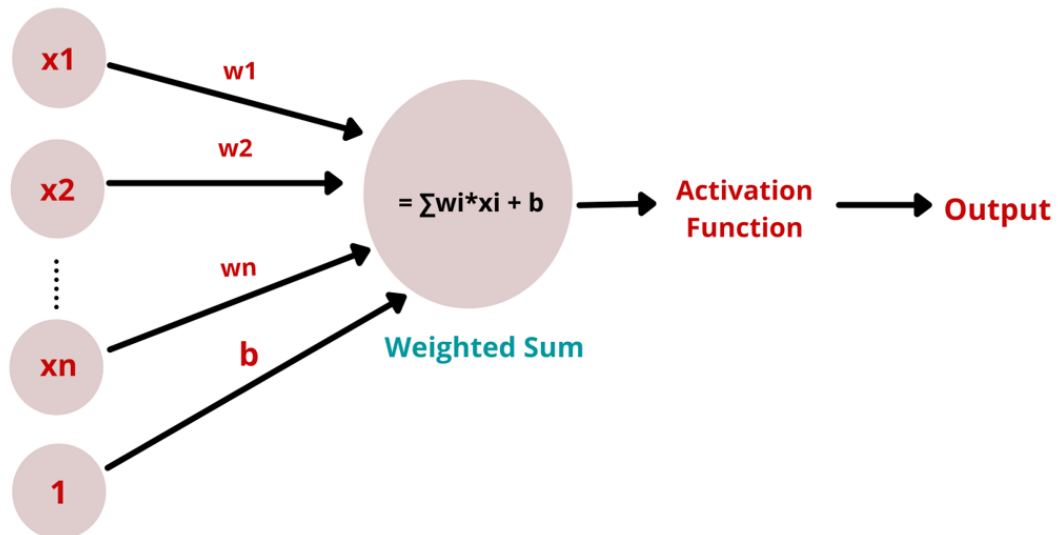 x1
w1
x2
w2
= ∑wi*xi + b
Activation
Function
Output
wn
xn
b
Weighted Sum
1